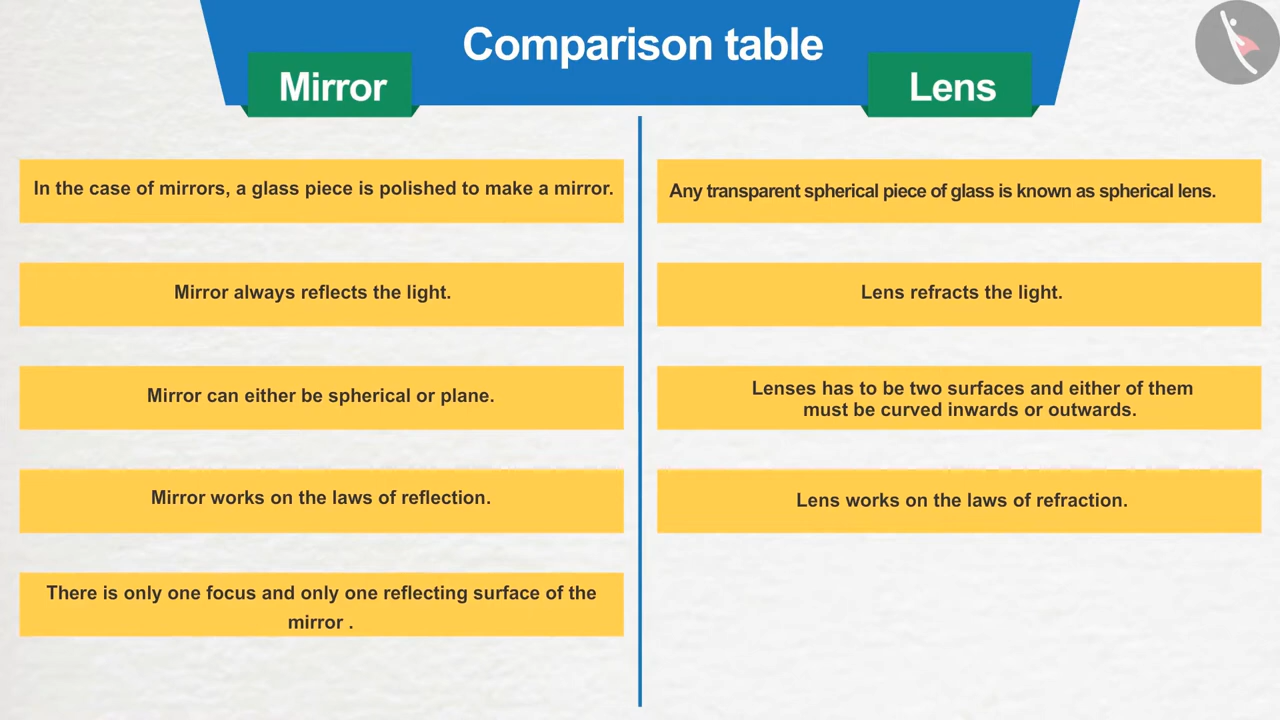 Comparison table
Mirror
Lens
In the case of mirrors, a glass piece is polished to make a mirror.
Any transparent spherical piece of glass is known as spherical lens.
Mirror always reflects the light.
Lens refracts the light.
Mirror can either be spherical or plane.
Lenses has to be two surfaces and either of them
must be curved inwards or outwards.
Mirror works on the laws of reflection.
Lens works on the laws of refraction.
There is only one focus and only one reflecting surface of the
mirror .